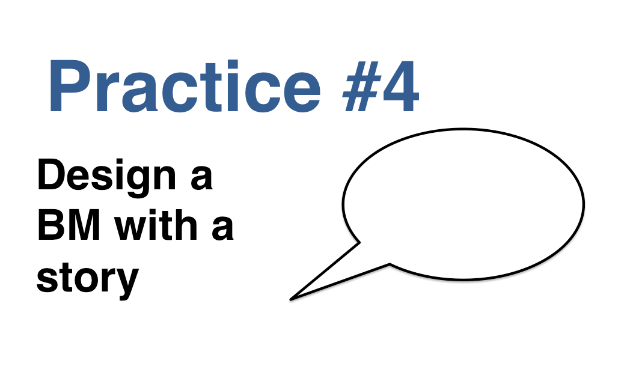 Practice #4
Design a
BM with a
story